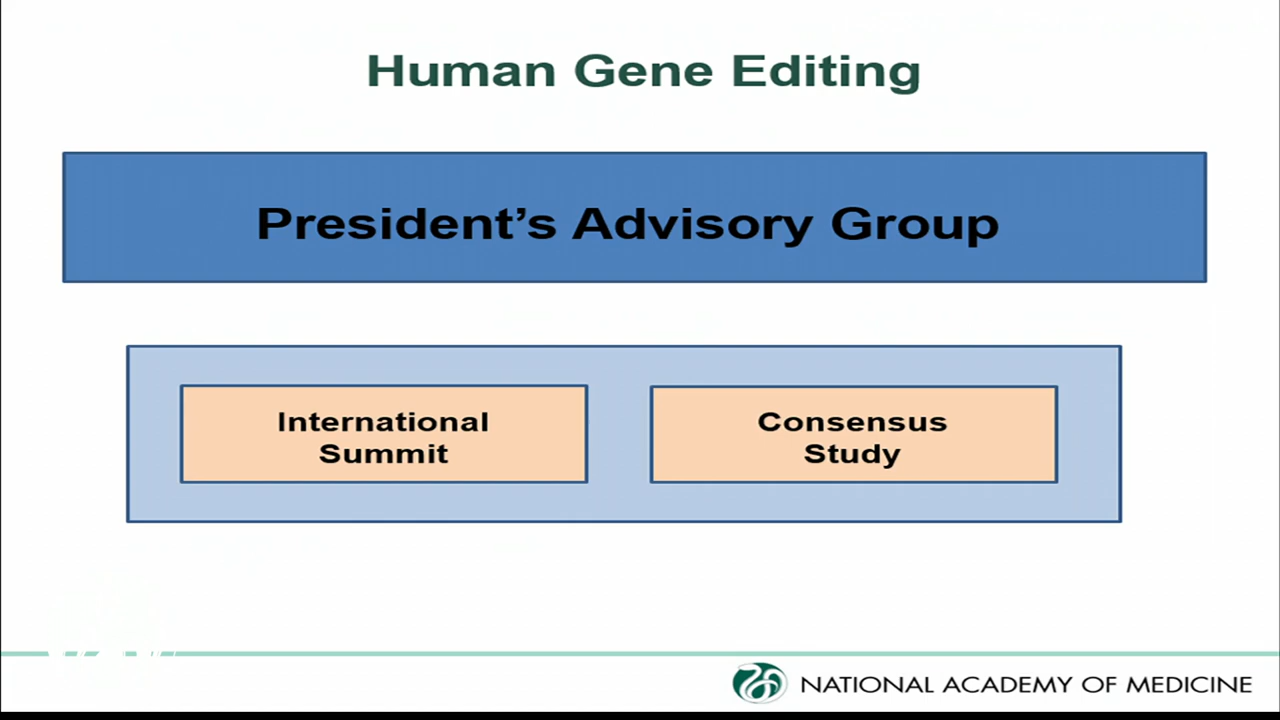 Human Gene Editing
President’s Advisory Group
International
Summit
Consensus
Study
NATIONAL ACADEMY OF MEDICINE